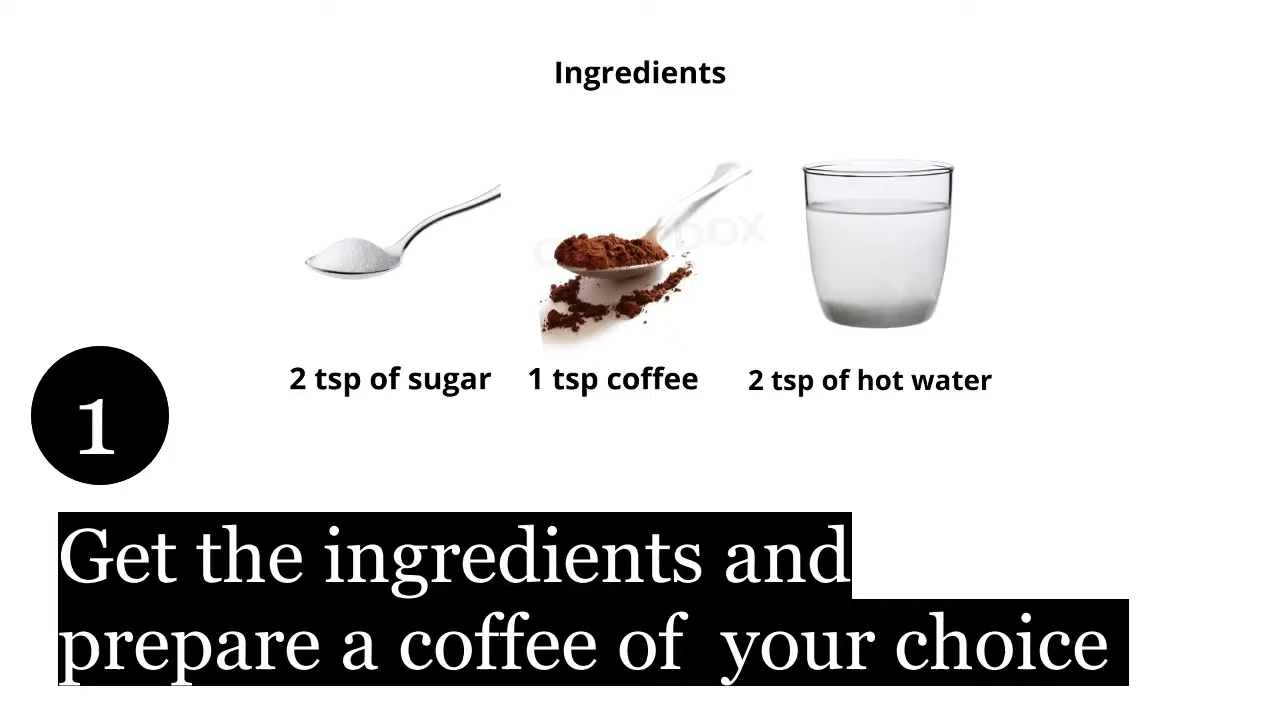 Ingredients
2 tsp of sugar
1 tsp coffee
2 tsp of hot water
1
Get the ingredients and
prepare a coffee of your choice